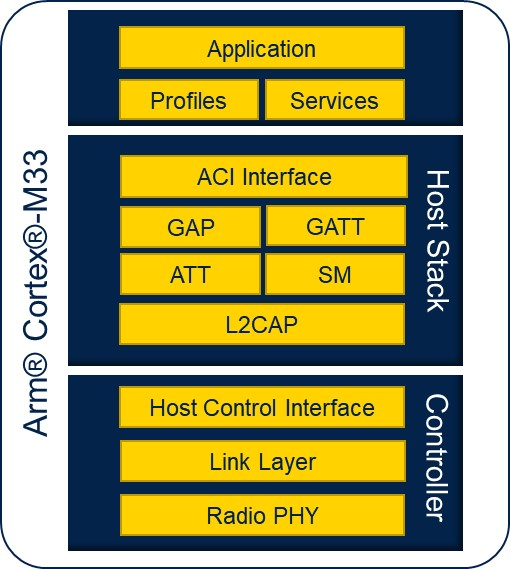 Arm® Cortex®-M33
Application
Profiles
Services
Host Stack
ACI Interface
GAP
GATT
ATT
SM
L2CAP
Controller
Host Control Interface
Link Layer
Radio PHY